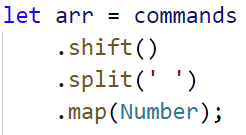 let arr = commands
    .shift()
    .split(' ')
    .map(Number);